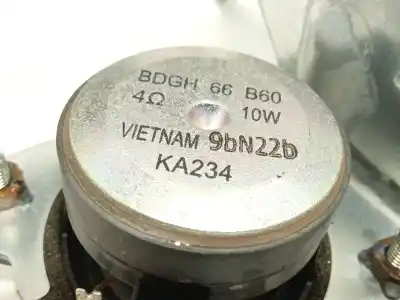 BDGH 66 B60
4Ω 10W
VIETNAM 9bN22b
KA234